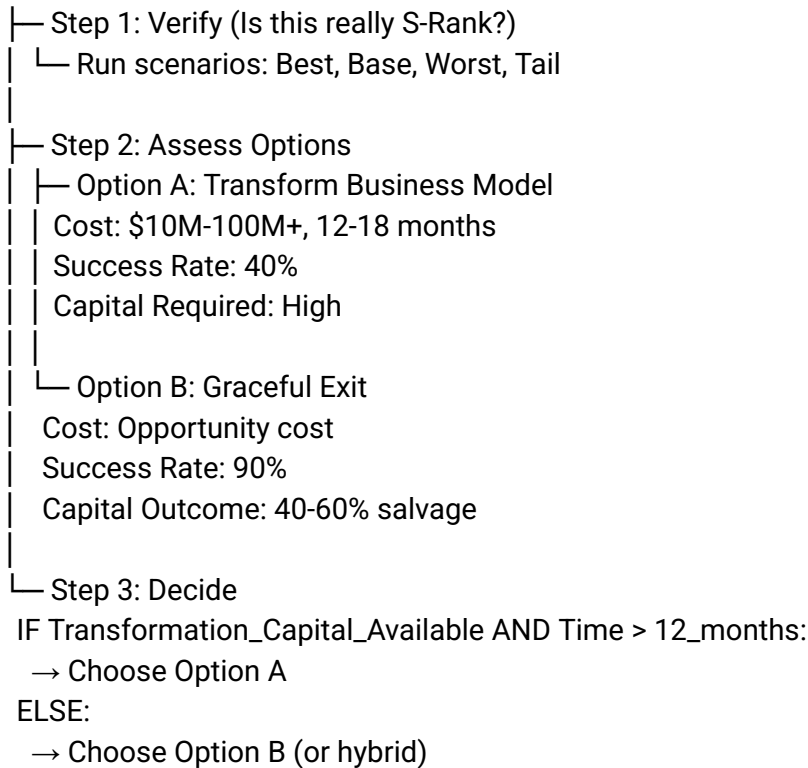 ├─ Step 1: Verify (Is this really S-Rank?)
│ └─ Run scenarios: Best, Base, Worst, Tail
│
├─ Step 2: Assess Options
│ ├─ Option A: Transform Business Model
│ │ Cost: $10M-100M+, 12-18 months
│ │ Success Rate: 40%
│ │ Capital Required: High
│ │
│ └─ Option B: Graceful Exit
│ Cost: Opportunity cost
│ Success Rate: 90%
│ Capital Outcome: 40-60% salvage
│
└─ Step 3: Decide
IF Transformation_Capital_Available AND Time > 12_months:
→ Choose Option A
ELSE:
→ Choose Option B (or hybrid)